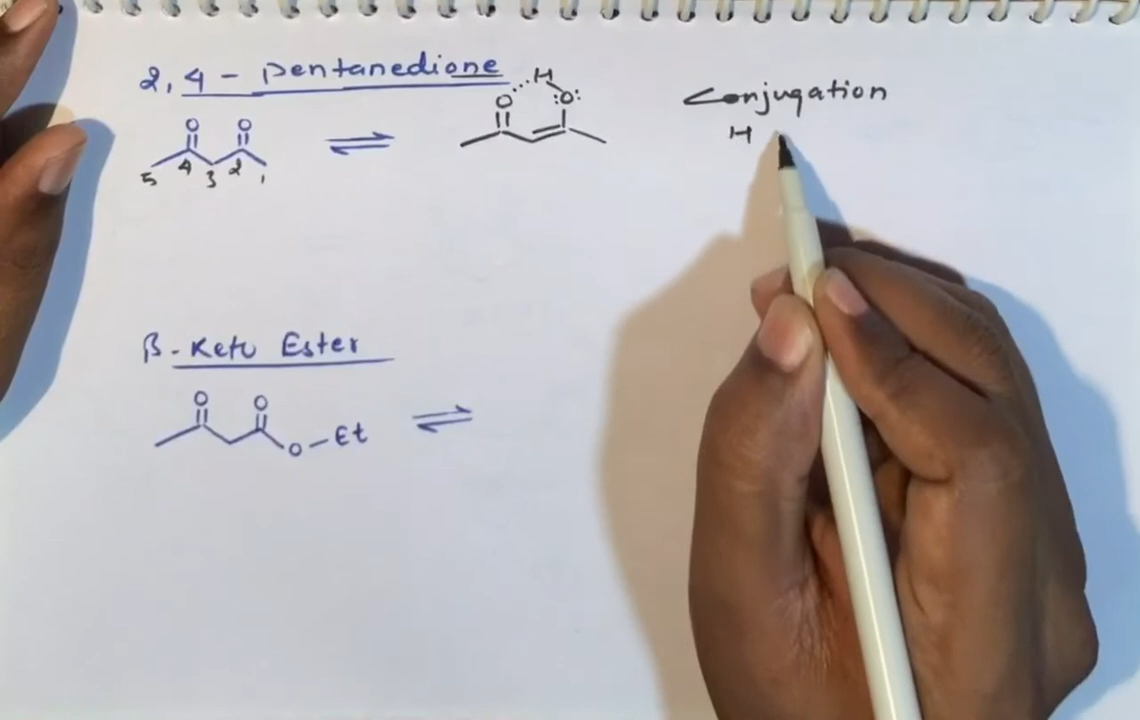 2,4 - Pentanedione
Conjugation
H
H
O :O:
O O
5 4 3 2 1
β-Keto Ester
O O
O-Et